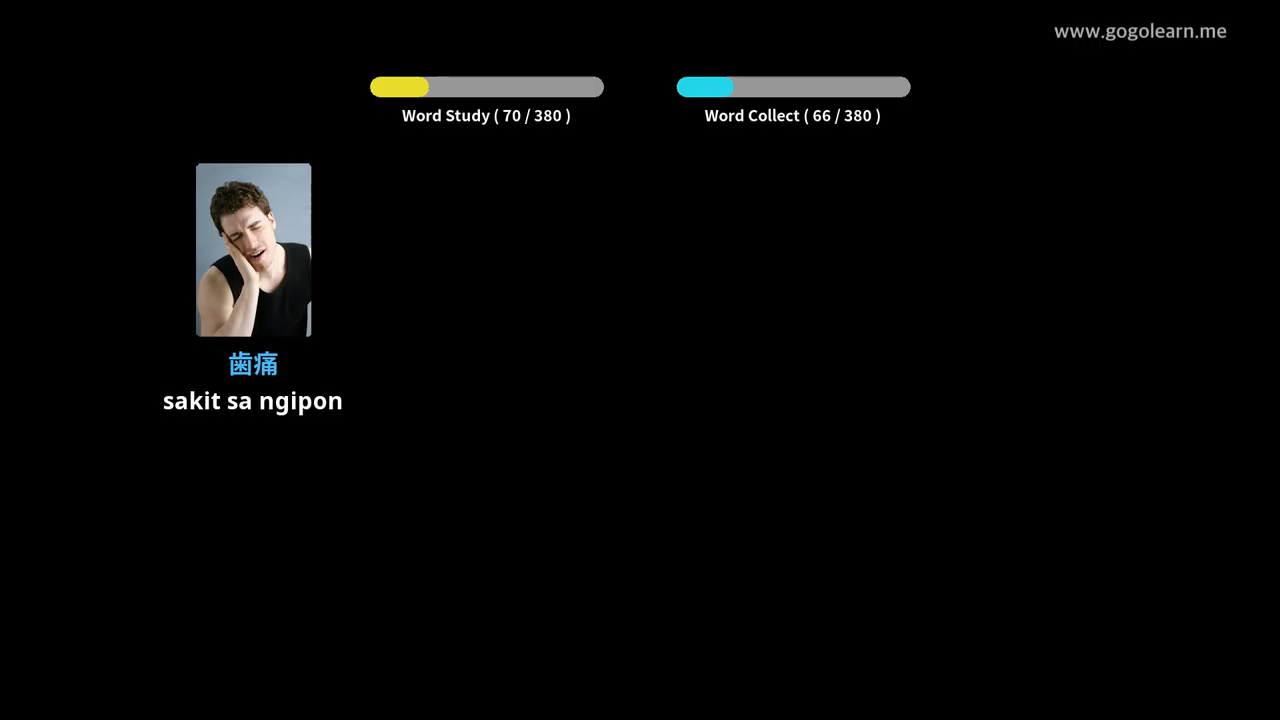 www.gogolearn.me
Word Study ( 70 / 380 )
Word Collect ( 66 / 380 )
歯痛
sakit sa ngipon